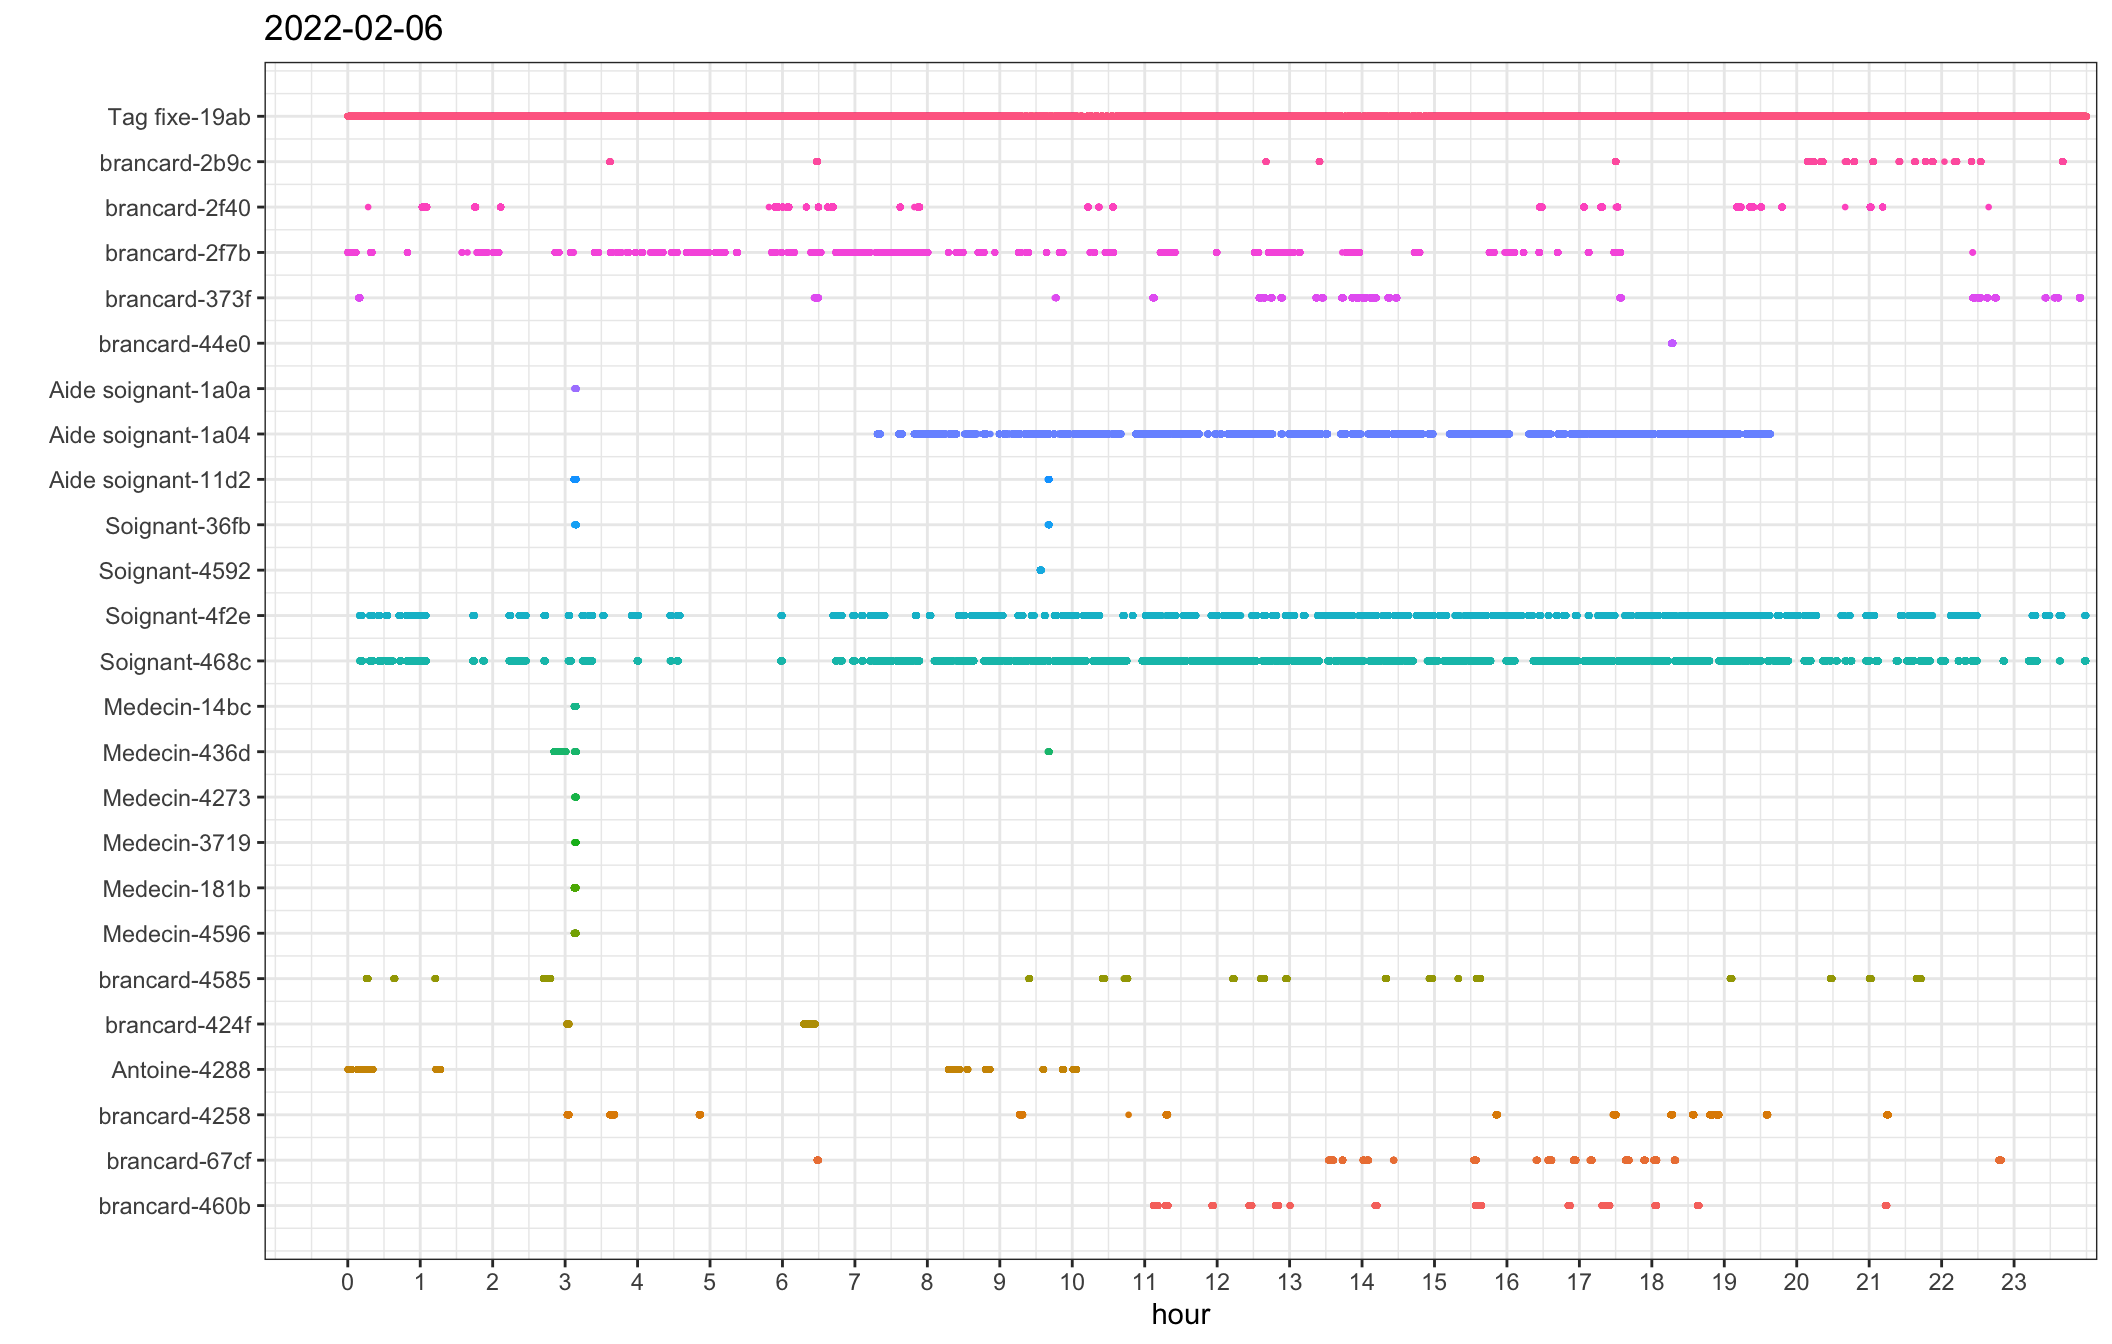 2022-02-06
Tag fixe-19ab
brancard-2b9c
brancard-2f40
brancard-2f7b
brancard-373f
brancard-44e0
Aide soignant-1a0a
Aide soignant-1a04
Aide soignant-11d2
Soignant-36fb
Soignant-4592
Soignant-4f2e
Soignant-468c
Medecin-14bc
Medecin-436d
Medecin-4273
Medecin-3719
Medecin-181b
Medecin-4596
brancard-4585
brancard-424f
Antoine-4288
brancard-4258
brancard-67cf
brancard-460b
0 1 2 3 4 5 6 7 8 9 10 11 12 13 14 15 16 17 18 19 20 21 22 23
hour